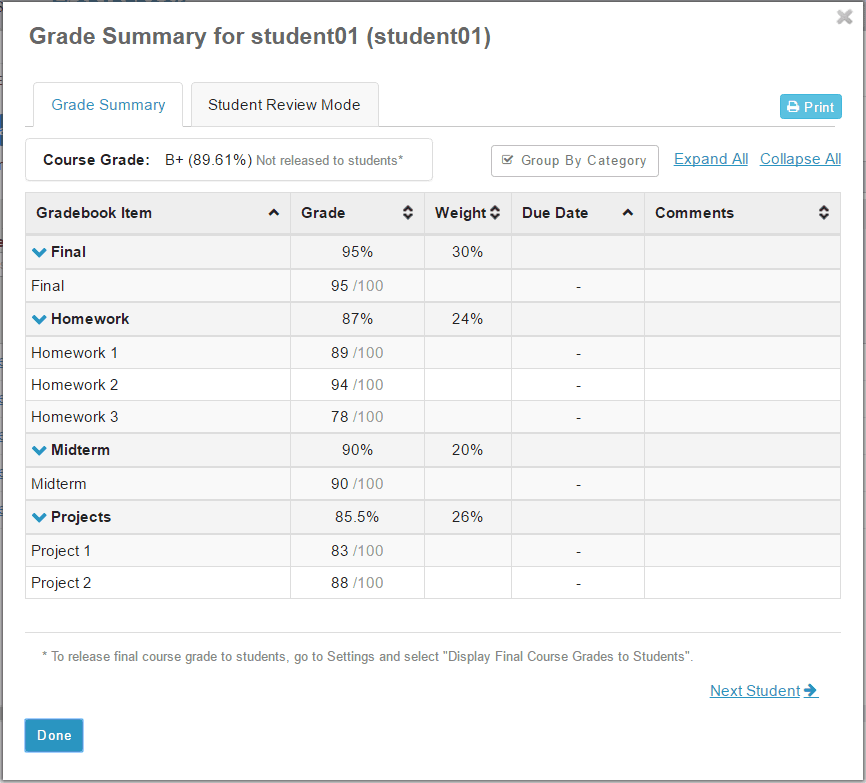 Grade Summary for student01 (student01)
Grade Summary Student Review Mode Print
Course Grade: B+ (89.61%) Not released to students* Group By Category Expand All Collapse All
Gradebook Item Grade Weight Due Date Comments
Final 95% 30%
Final 95 /100 -
Homework 87% 24%
Homework 1 89 /100 -
Homework 2 94 /100 -
Homework 3 78 /100 -
Midterm 90% 20%
Midterm 90 /100 -
Projects 85.5% 26%
Project 1 83 /100 -
Project 2 88 /100 -
* To release final course grade to students, go to Settings and select "Display Final Course Grades to Students".
Next Student
Done